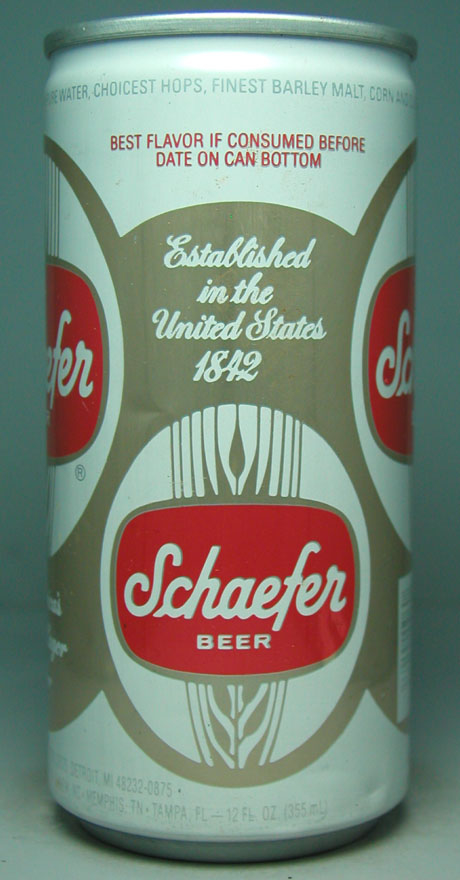 WATER, CHOICEST HOPS, FINEST BARLEY MALT, CORN AND
BEST FLAVOR IF CONSUMED BEFORE
DATE ON CAN BOTTOM
Established
in the
United States
1842
efer
®
Sc
Schaefer
BEER
DETROIT, MI 48232-0875 •
MEMPHIS, TN • TAMPA, FL — 12 FL. OZ. (355 mL)